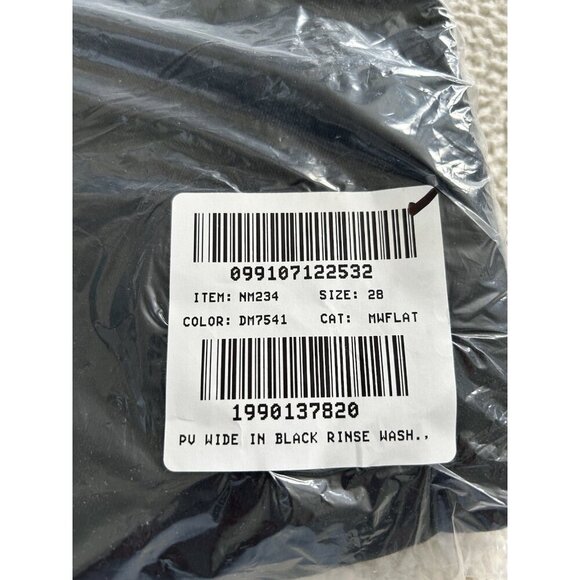 099107122532
ITEM: NM234 SIZE: 28
COLOR: DM7541 CAT: MWFLAT
1990137820
PV WIDE IN BLACK RINSE WASH.,